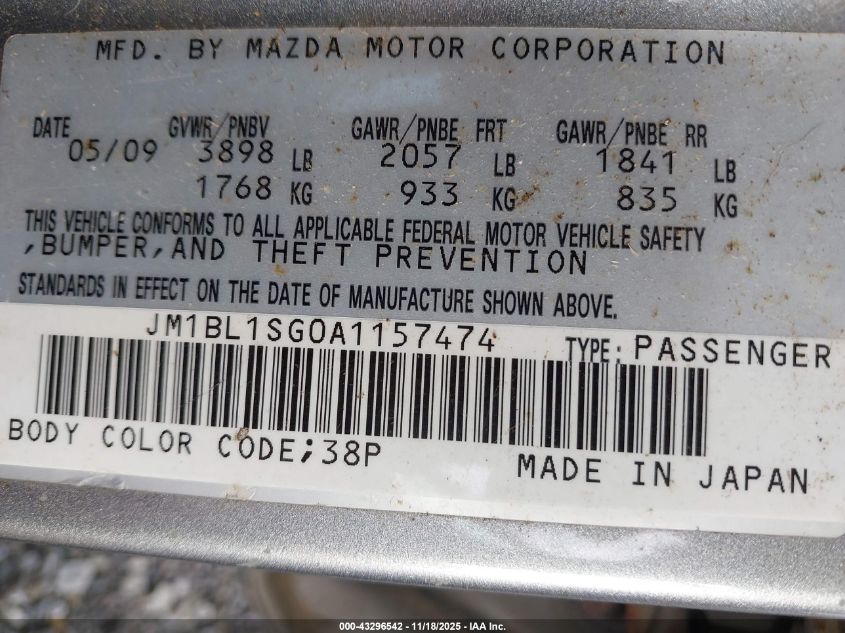 MFD. BY MAZDA MOTOR CORPORATION
DATE GVWR/PNBV GAWR/PNBE FRT GAWR/PNBE RR
05/09 3898 LB 2057 LB 1841 LB
1768 KG 933 KG 835 KG
THIS VEHICLE CONFORMS TO ALL APPLICABLE FEDERAL MOTOR VEHICLE SAFETY
,BUMPER,AND THEFT PREVENTION
STANDARDS IN EFFECT ON THE DATE OF MANUFACTURE SHOWN ABOVE.
JM1BL1SG0A1157474 TYPE: PASSENGER
BODY COLOR CODE;38P
MADE IN JAPAN
000-43296542 - 11/18/2025 - IAA Inc.